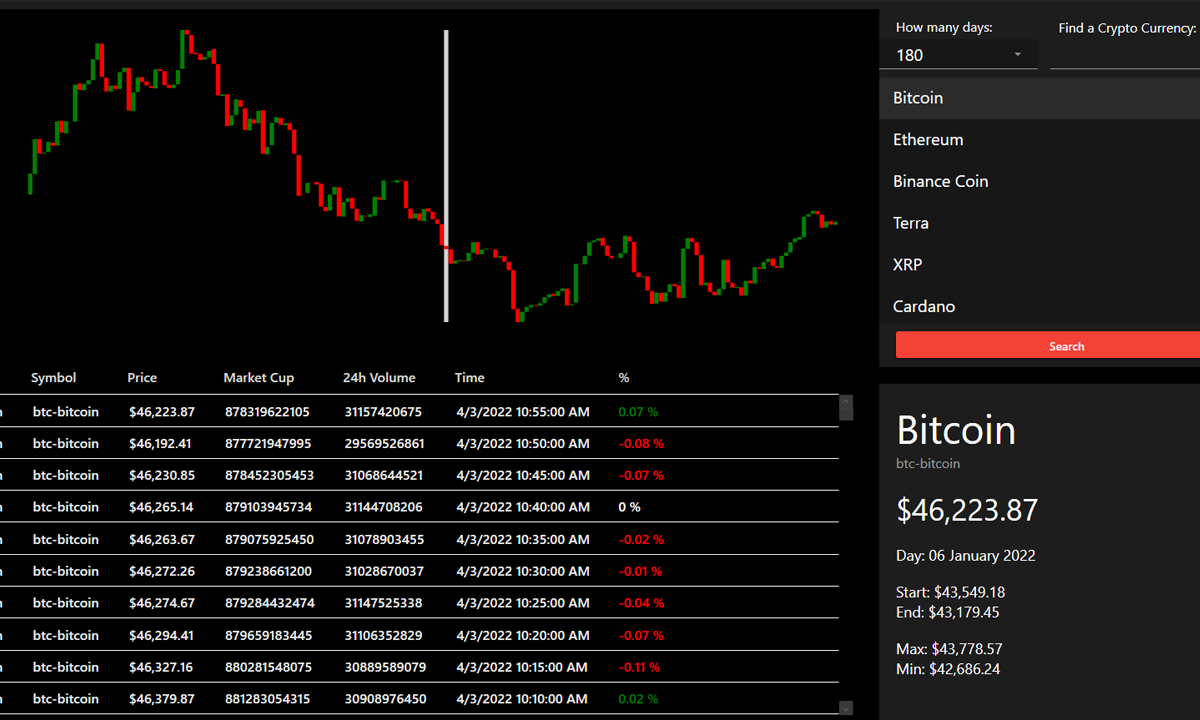 How many days:
Find a Crypto Currency:
180
Bitcoin
Ethereum
Binance Coin
Terra
XRP
Cardano
Search
Symbol Price Market Cup 24h Volume Time %
btc-bitcoin $46,223.87 878319622105 31157420675 4/3/2022 10:55:00 AM 0.07 %
btc-bitcoin $46,192.41 877721947995 29569526861 4/3/2022 10:50:00 AM -0.08 %
btc-bitcoin $46,230.85 878452305453 31068644521 4/3/2022 10:45:00 AM -0.07 %
btc-bitcoin $46,265.14 879103945734 31144708206 4/3/2022 10:40:00 AM 0 %
btc-bitcoin $46,263.67 879075925450 31078903455 4/3/2022 10:35:00 AM -0.02 %
btc-bitcoin $46,272.26 879238661200 31028670037 4/3/2022 10:30:00 AM -0.01 %
btc-bitcoin $46,274.67 879284432474 31147525338 4/3/2022 10:25:00 AM -0.04 %
btc-bitcoin $46,294.41 879659183445 31106352829 4/3/2022 10:20:00 AM -0.07 %
btc-bitcoin $46,327.16 880281548075 30889589079 4/3/2022 10:15:00 AM -0.11 %
btc-bitcoin $46,379.87 881283054315 30908976450 4/3/2022 10:10:00 AM 0.02 %
Bitcoin
btc-bitcoin
$46,223.87
Day: 06 January 2022
Start: $43,549.18
End: $43,179.45
Max: $43,778.57
Min: $42,686.24